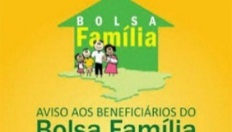 BOLSA
Família
AVISO AOS BENEFICIÁRIOS DO
Bolsa Família